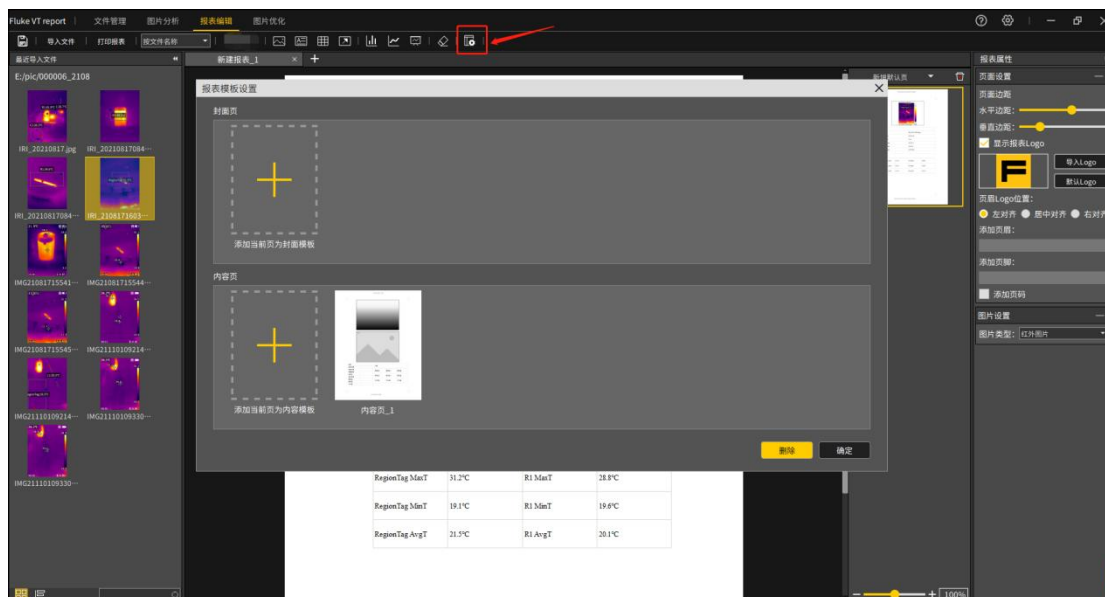 Fluke VT report
文件管理
图片分析
报表编辑
图片优化
导入文件
打印报表
按文件名称
最近导入文件
新建报表_1
报表属性
E:/pic/000006_2108
IRI_20210817.jpg
IRI_20210817084…
IRI_20210817084…
IRI_2108171603…
IMG21081715541…
IMG21081715544…
IMG21081715545…
IMG21110109214…
IMG21110109214…
IMG21110109330…
IMG21110109330…
报表模板设置
封面页
添加当前页为封面模板
内容页
添加当前页为内容模板
内容页_1
删除
确定
RegionTag MaxT 31.2°C R1 MaxT 28.8°C
RegionTag MinT 19.1°C R1 MinT 19.6°C
RegionTag AvgT 21.5°C R1 AvgT 20.1°C
页面设置
页面边距
水平边距：
垂直边距：
显示报表Logo
导入Logo
默认Logo
页眉Logo位置：
左对齐 居中对齐 右对齐
添加页眉：
添加页脚：
添加页码
图片设置
图片类型： 红外图片
100%